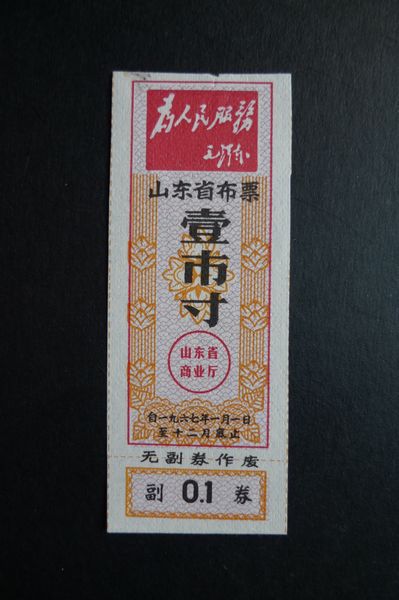 为人民服務
毛泽东
山东省布票
壹市寸
山东省
商业厅
自一九六七年一月一日
至十二月底止
无副券作废
副 0.1 券